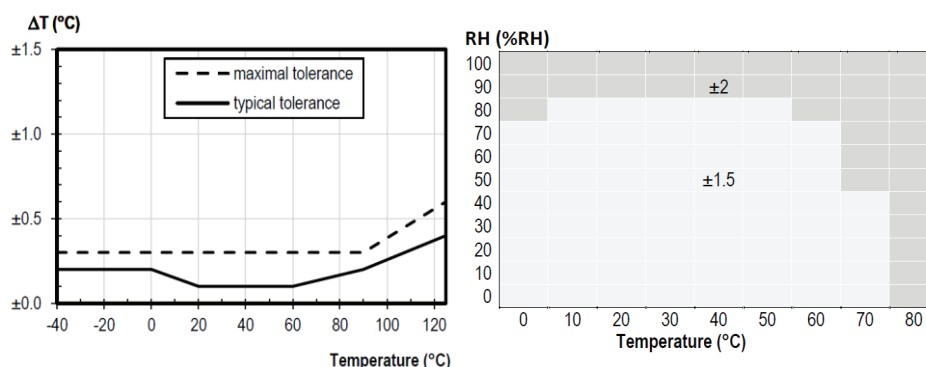 ΔT (°C)
±1.5
±1.0
±0.5
±0.0
maximal tolerance
typical tolerance
-40 -20 0 20 40 60 80 100 120
Temperature (°C)
RH (%RH)
100
90
80
70
60
50
40
30
20
10
0
±2
±1.5
0 10 20 30 40 50 60 70 80
Temperature (°C)